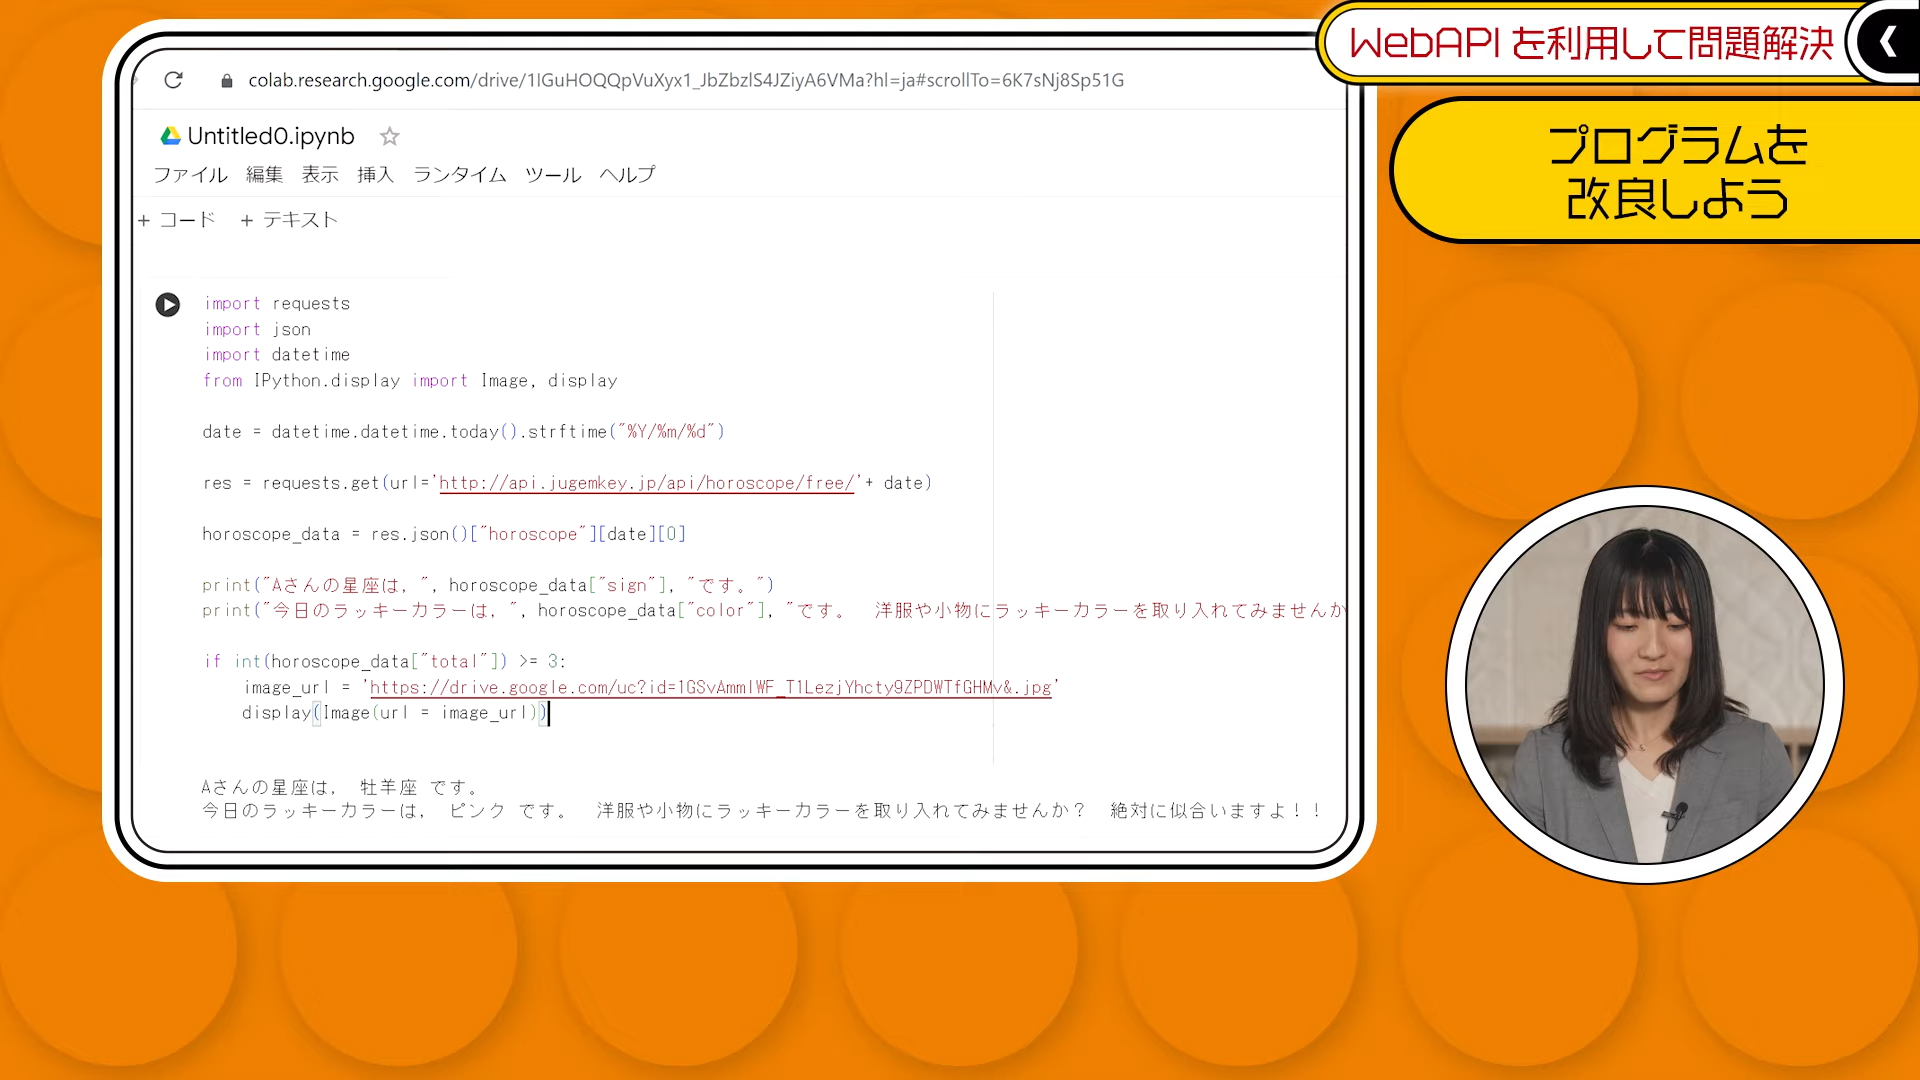 WebAPIを利用して問題解決
プログラムを
改良しよう
colab.research.google.com/drive/1IGuHOQQpVuXyx1_JbZbzlS4JZiyA6VMa?hl=ja#scrollTo=6K7sNj8Sp51G
Untitled0.ipynb
ファイル 編集 表示 挿入 ランタイム ツール ヘルプ
+ コード + テキスト
import requests
import json
import datetime
from IPython.display import Image, display
date = datetime.datetime.today().strftime("%Y/%m/%d")
res = requests.get(url='http://api.jugemkey.jp/api/horoscope/free/'+ date)
horoscope_data = res.json()["horoscope"][date][0]
print("Aさんの星座は, ", horoscope_data["sign"], "です。")
print("今日のラッキーカラーは, ", horoscope_data["color"], "です。 洋服や小物にラッキーカラーを取り入れてみませんか
if int(horoscope_data["total"]) >= 3:
image_url = 'https://drive.google.com/uc?id=1GSvAmmlWF_T1LezjYhcty9ZPDWTfGHMv&.jpg'
display(Image(url = image_url))
Aさんの星座は, 牡羊座 です。
今日のラッキーカラーは, ピンク です。 洋服や小物にラッキーカラーを取り入れてみませんか？ 絶対に似合いますよ！！